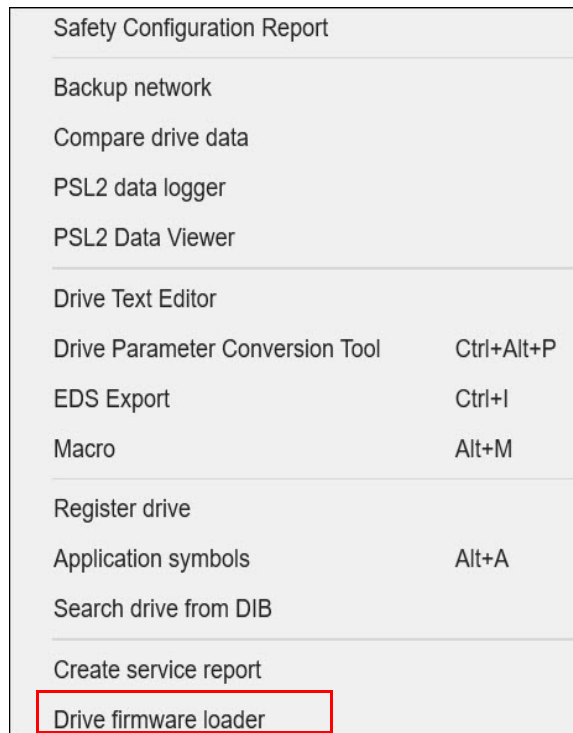 Safety Configuration Report
Backup network
Compare drive data
PSL2 data logger
PSL2 Data Viewer
Drive Text Editor
Drive Parameter Conversion Tool Ctrl+Alt+P
EDS Export Ctrl+I
Macro Alt+M
Register drive
Application symbols Alt+A
Search drive from DIB
Create service report
Drive firmware loader